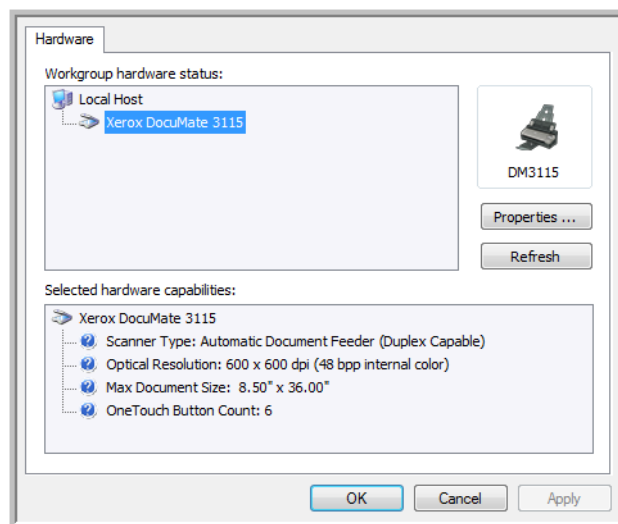 Hardware
Workgroup hardware status:
Local Host
Xerox DocuMate 3115
DM3115
Properties ...
Refresh
Selected hardware capabilities:
Xerox DocuMate 3115
Scanner Type: Automatic Document Feeder (Duplex Capable)
Optical Resolution: 600 x 600 dpi (48 bpp internal color)
Max Document Size: 8.50" x 36.00"
OneTouch Button Count: 6
OK
Cancel
Apply